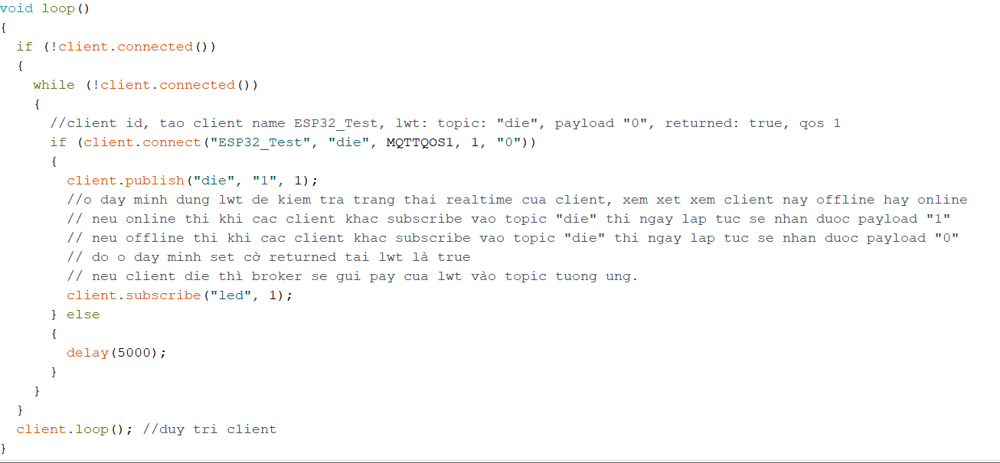 void loop()
{
if (!client.connected())
{
while (!client.connected())
{
//client id, tao client name ESP32_Test, lwt: topic: "die", payload "0", returned: true, qos 1
if (client.connect("ESP32_Test", "die", MQTTQOS1, 1, "0"))
{
client.publish("die", "1", 1);
//o day minh dung lwt de kiem tra trang thai realtime cua client, xem xet xem client nay offline hay online
// neu online thi khi cac client khac subscribe vao topic "die" thi ngay lap tuc se nhan duoc payload "1"
// neu offline thi khi cac client khac subscribe vao topic "die" thi ngay lap tuc se nhan duoc payload "0"
// do o day minh set cờ returned tai lwt là true
// neu client die thì broker se gui pay cua lwt vào topic tuong ung.
client.subscribe("led", 1);
} else
{
delay(5000);
}
}
}
client.loop(); //duy tri client
}